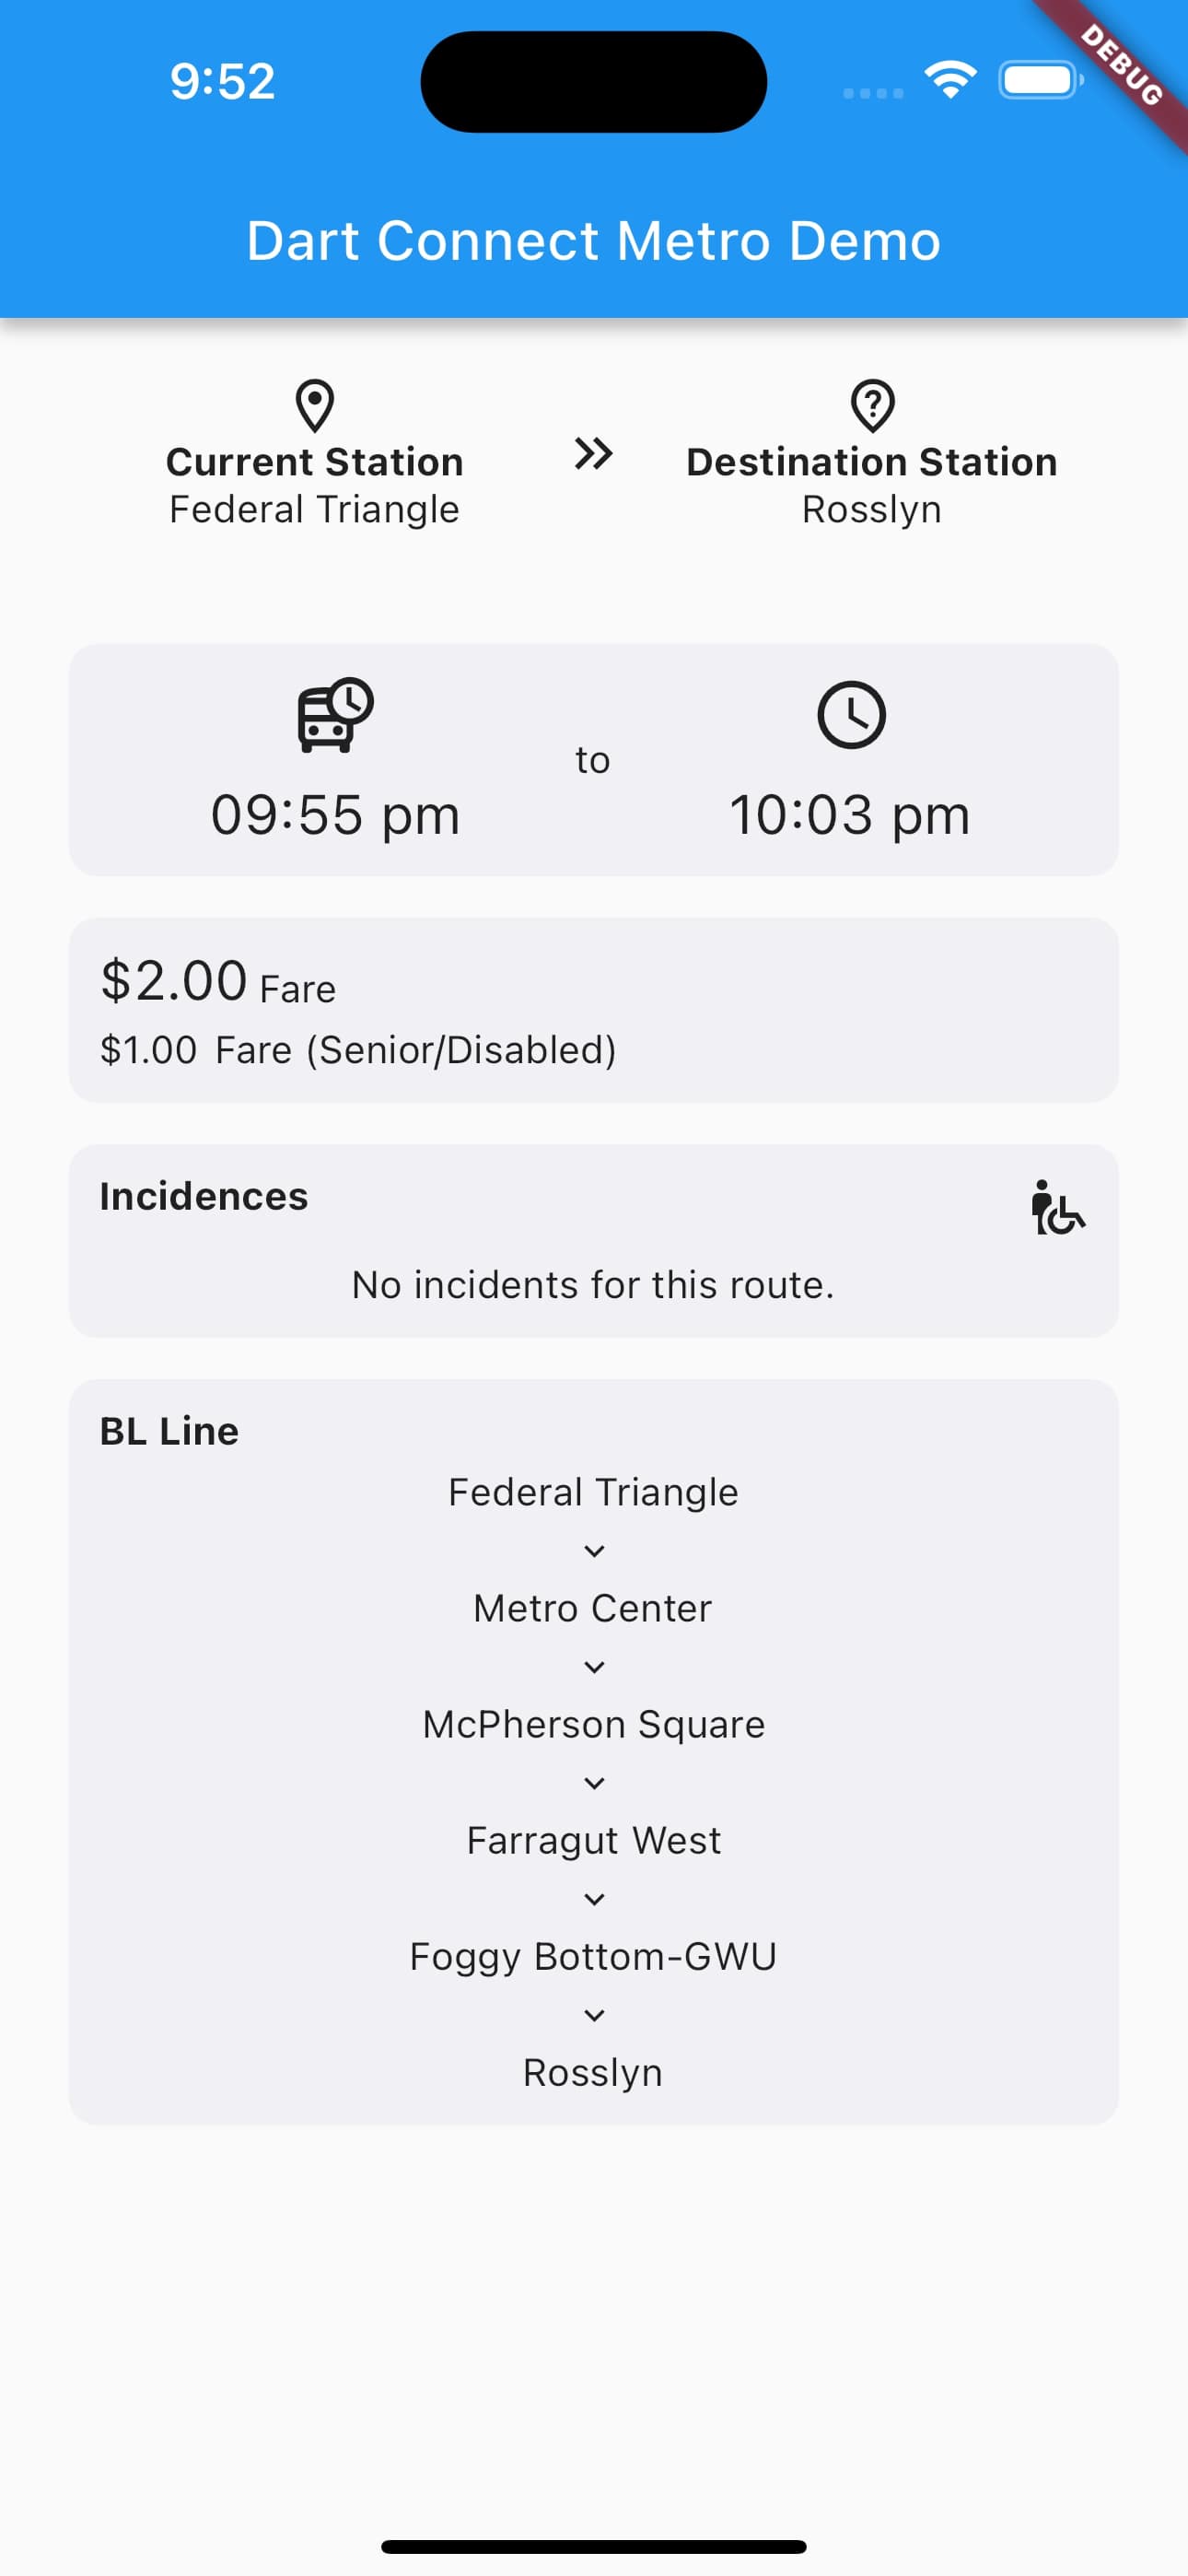 9:52
DEBUG
Dart Connect Metro Demo
Current Station
Federal Triangle
Destination Station
Rosslyn
09:55 pm
to
10:03 pm
$2.00 Fare
$1.00 Fare (Senior/Disabled)
Incidences
No incidents for this route.
BL Line
Federal Triangle
Metro Center
McPherson Square
Farragut West
Foggy Bottom-GWU
Rosslyn